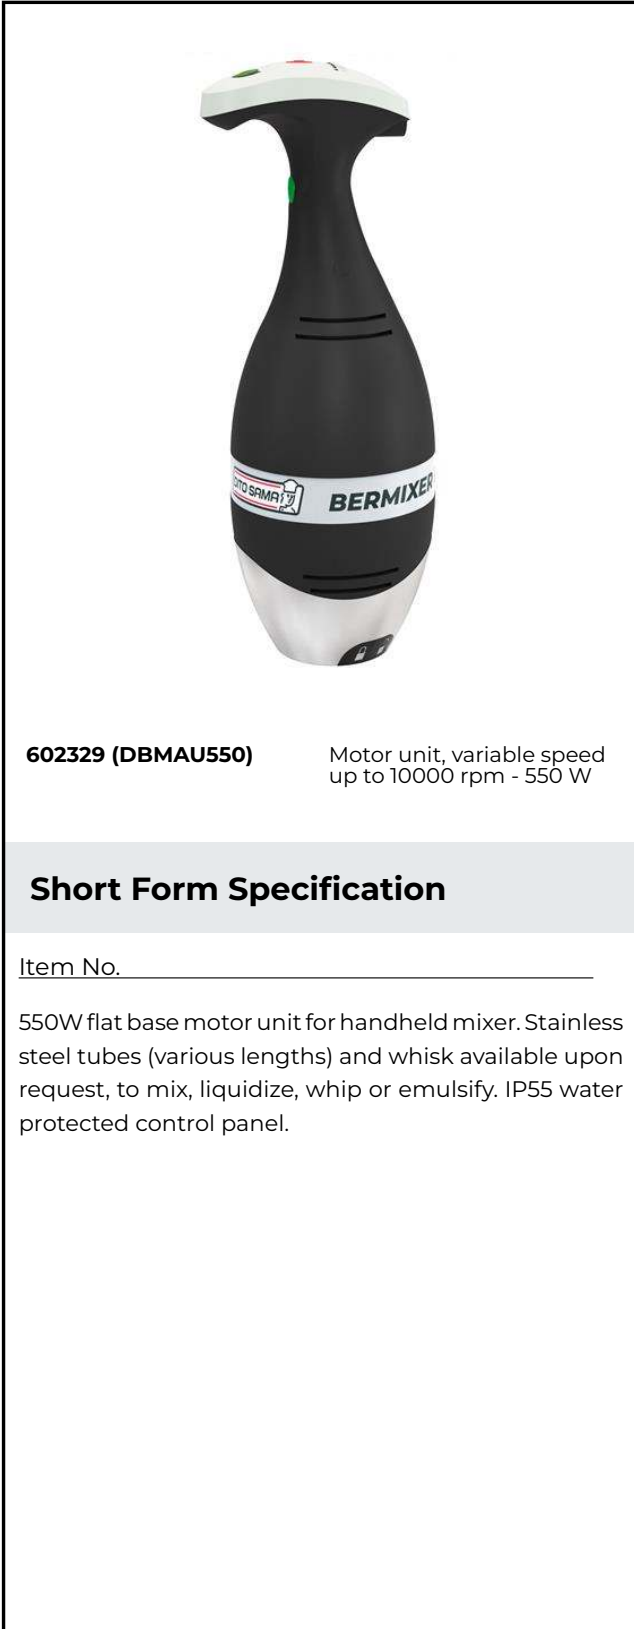 DITO SAMA
BERMIXER
602329 (DBMAU550)
Motor unit, variable speed
up to 10000 rpm - 550 W
Short Form Specification
Item No.
550W flat base motor unit for handheld mixer. Stainless
steel tubes (various lengths) and whisk available upon
request, to mix, liquidize, whip or emulsify. IP55 water
protected control panel.